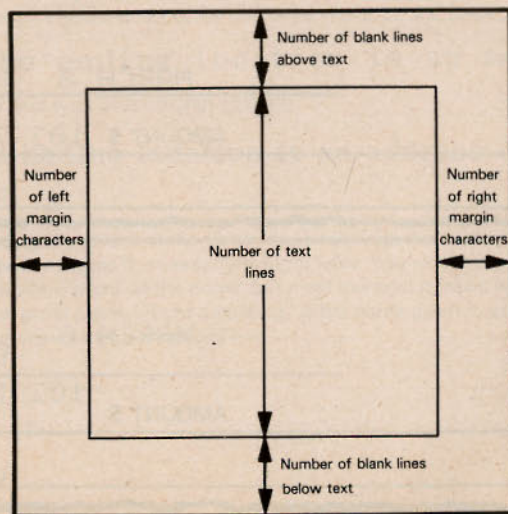 Number of blank lines
above text
Number
of left
margin
characters
Number of text
lines
Number
of right
margin
characters
Number of blank lines
below text